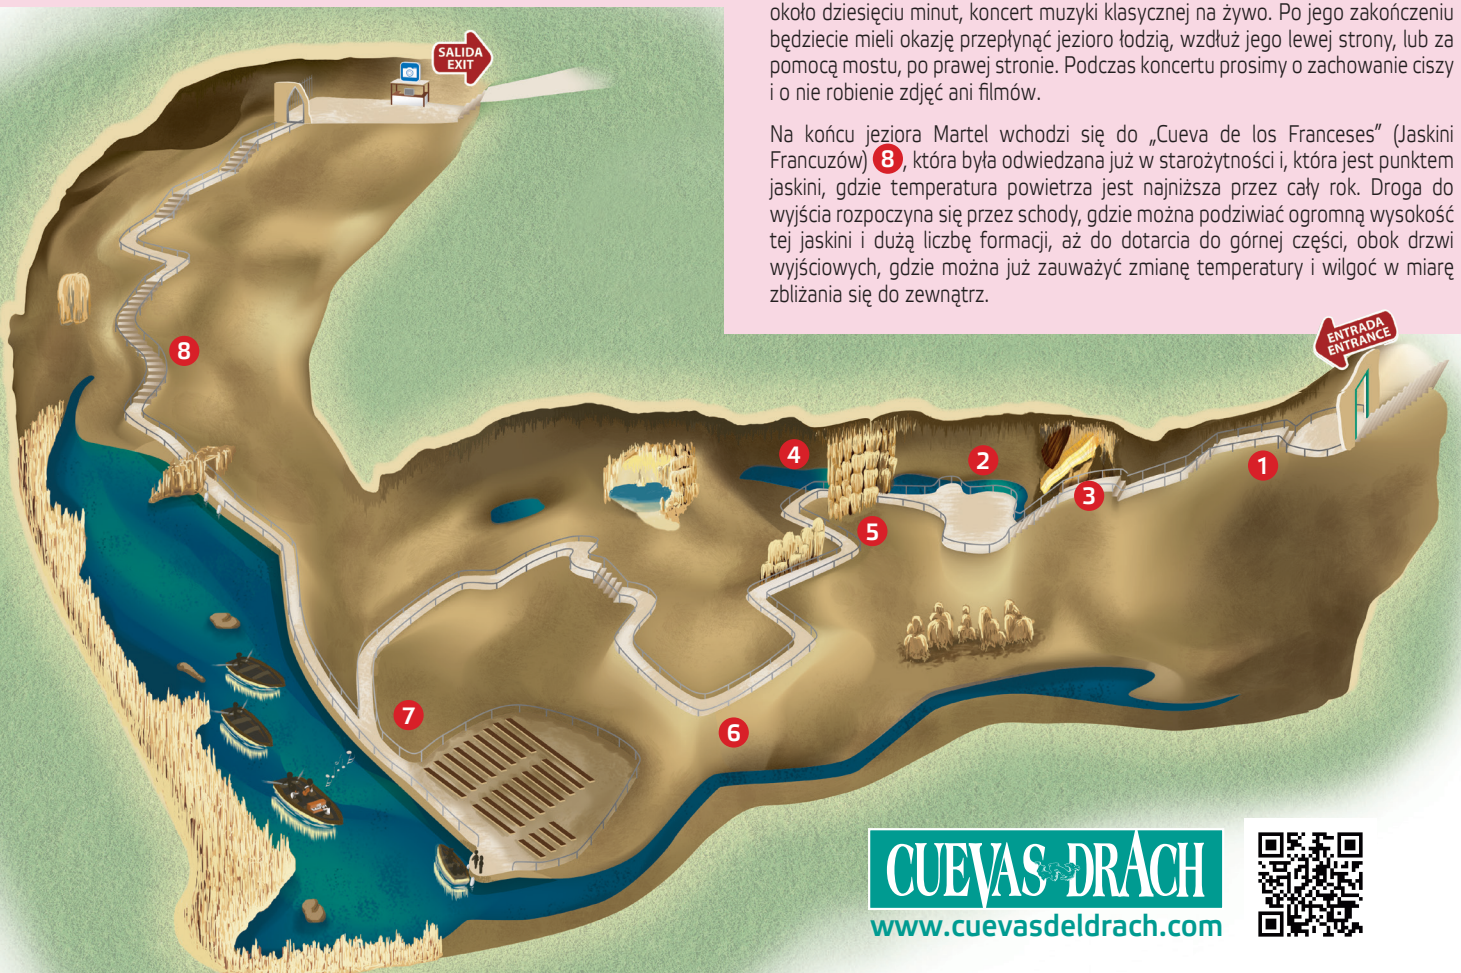 około dziesięciu minut, koncert muzyki klasycznej na żywo. Po jego zakończeniu
będziecie mieli okazję przepłynąć jezioro łodzią, wzdłuż jego lewej strony, lub za
pomocą mostu, po prawej stronie. Podczas koncertu prosimy o zachowanie ciszy
i o nie robienie zdjęć ani filmów.
Na końcu jeziora Martel wchodzi się do „Cueva de los Franceses” (Jaskini
Francuzów) 8, która była odwiedzana już w starożytności i, która jest punktem
jaskini, gdzie temperatura powietrza jest najniższa przez cały rok. Droga do
wyjścia rozpoczyna się przez schody, gdzie można podziwiać ogromną wysokość
tej jaskini i dużą liczbę formacji, aż do dotarcia do górnej części, obok drzwi
wyjściowych, gdzie można już zauważyć zmianę temperatury i wilgoć w miarę
zbliżania się do zewnątrz.
SALIDA
EXIT
ENTRADA
ENTRANCE
8
4
2
1
3
5
7
6
CUEVAS DRACH
www.cuevasdeldrach.com